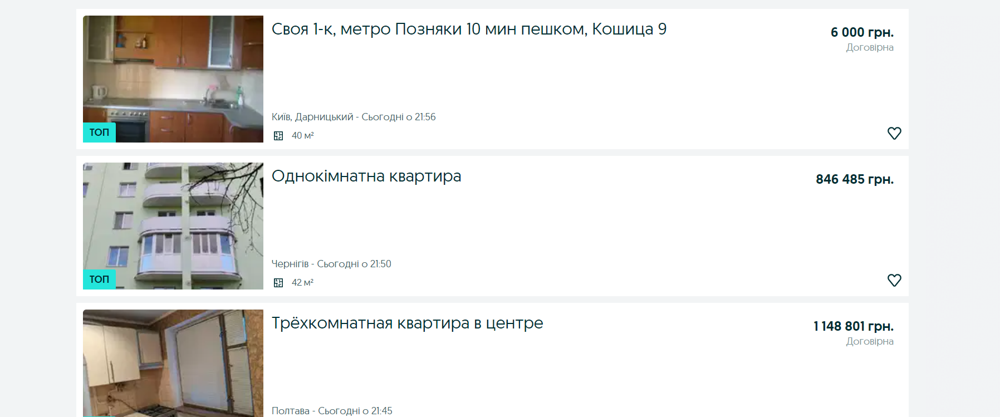 Своя 1-к, метро Позняки 10 мин пешком, Кошица 9
6 000 грн.
Договірна
Київ, Дарницький - Сьогодні о 21:56
40 м²
ТОП
Однокімнатна квартира
846 485 грн.
Чернігів - Сьогодні о 21:50
42 м²
ТОП
Трёхкомнатная квартира в центре
1 148 801 грн.
Договірна
Полтава - Сьогодні о 21:45